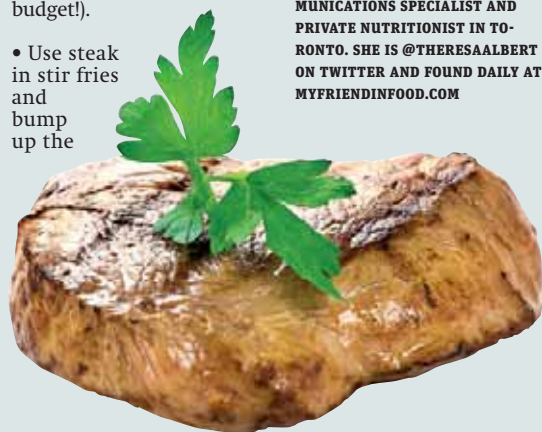 budget!).
• Use steak
in stir fries
and
bump
up the
MUNICATIONS SPECIALIST AND
PRIVATE NUTRITIONIST IN TO-
RONTO. SHE IS @THERESAALBERT
ON TWITTER AND FOUND DAILY AT
MYFRIENDINFOOD.COM